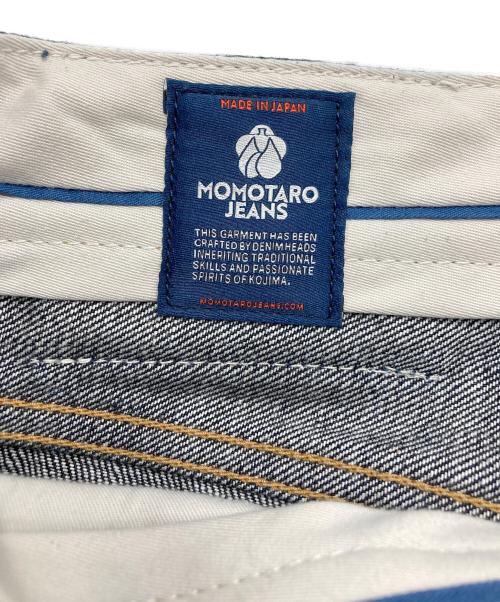 MADE IN JAPAN
MOMOTARO
JEANS
THIS GARMENT HAS BEEN
CRAFTED BY DENIMHEADS
INHERITING TRADITIONAL
SKILLS AND PASSIONATE
SPIRITS OF KOJIMA.
MOMOTAROJEANS.COM